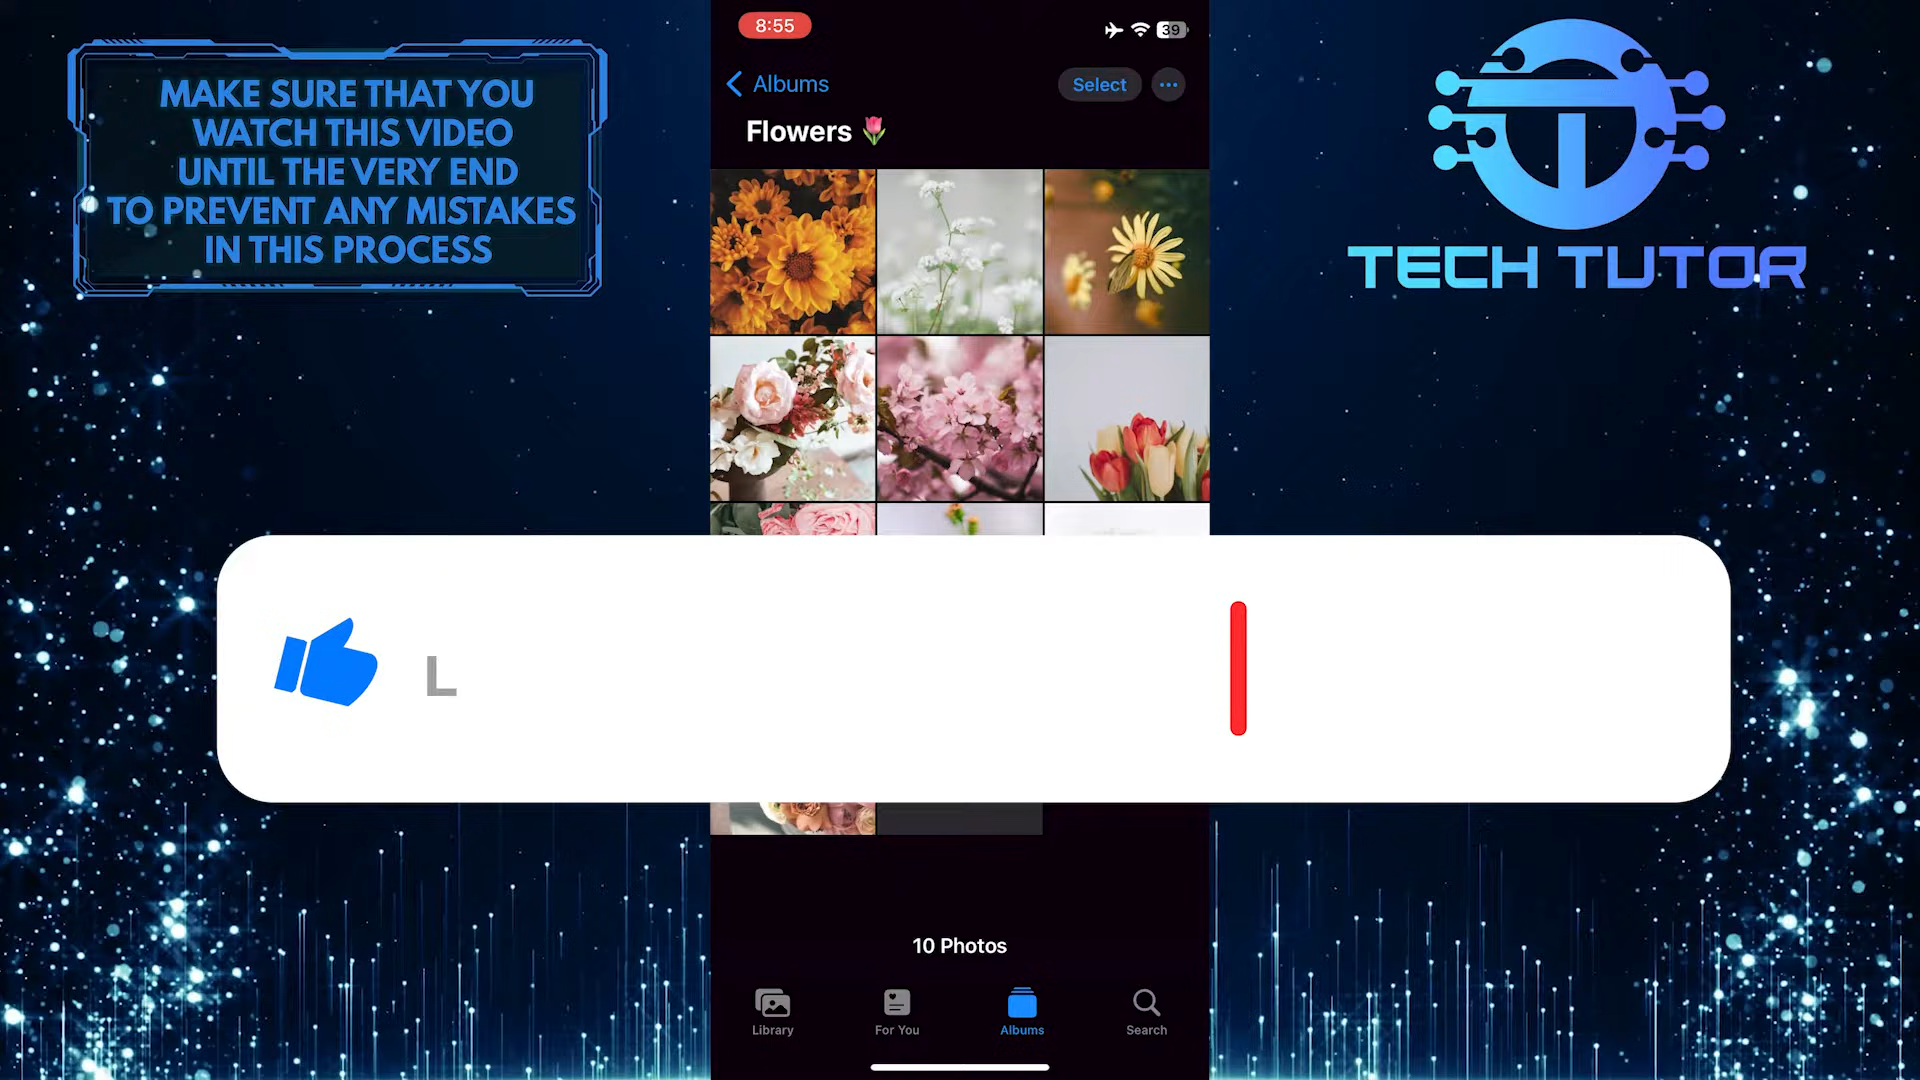 MAKE SURE THAT YOU
WATCH THIS VIDEO
UNTIL THE VERY END
TO PREVENT ANY MISTAKES
IN THIS PROCESS
8:55
39
Albums
Select
Flowers 🌷
TECH TUTOR
L
10 Photos
Library
For You
Albums
Search